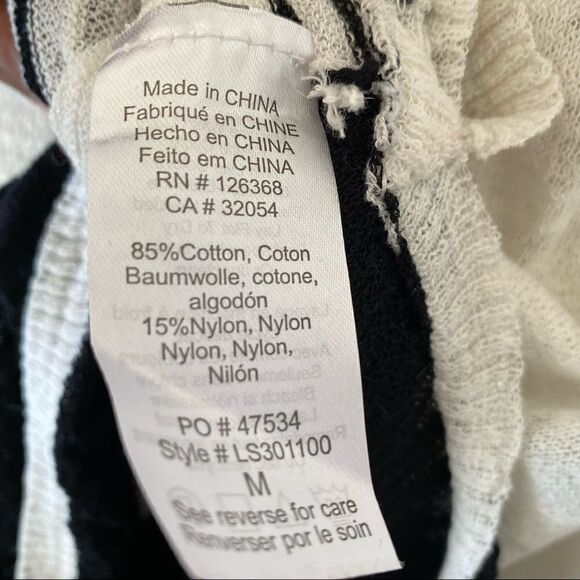 Made in CHINA
Fabriqué en CHINE
Hecho en CHINA
Feito em CHINA
RN # 126368
CA # 32054
85%Cotton, Coton
Baumwolle, cotone,
algodón
15%Nylon, Nylon
Nylon, Nylon,
Nilón
PO # 47534
Style # LS301100
M
See reverse for care
Renverser por le soin